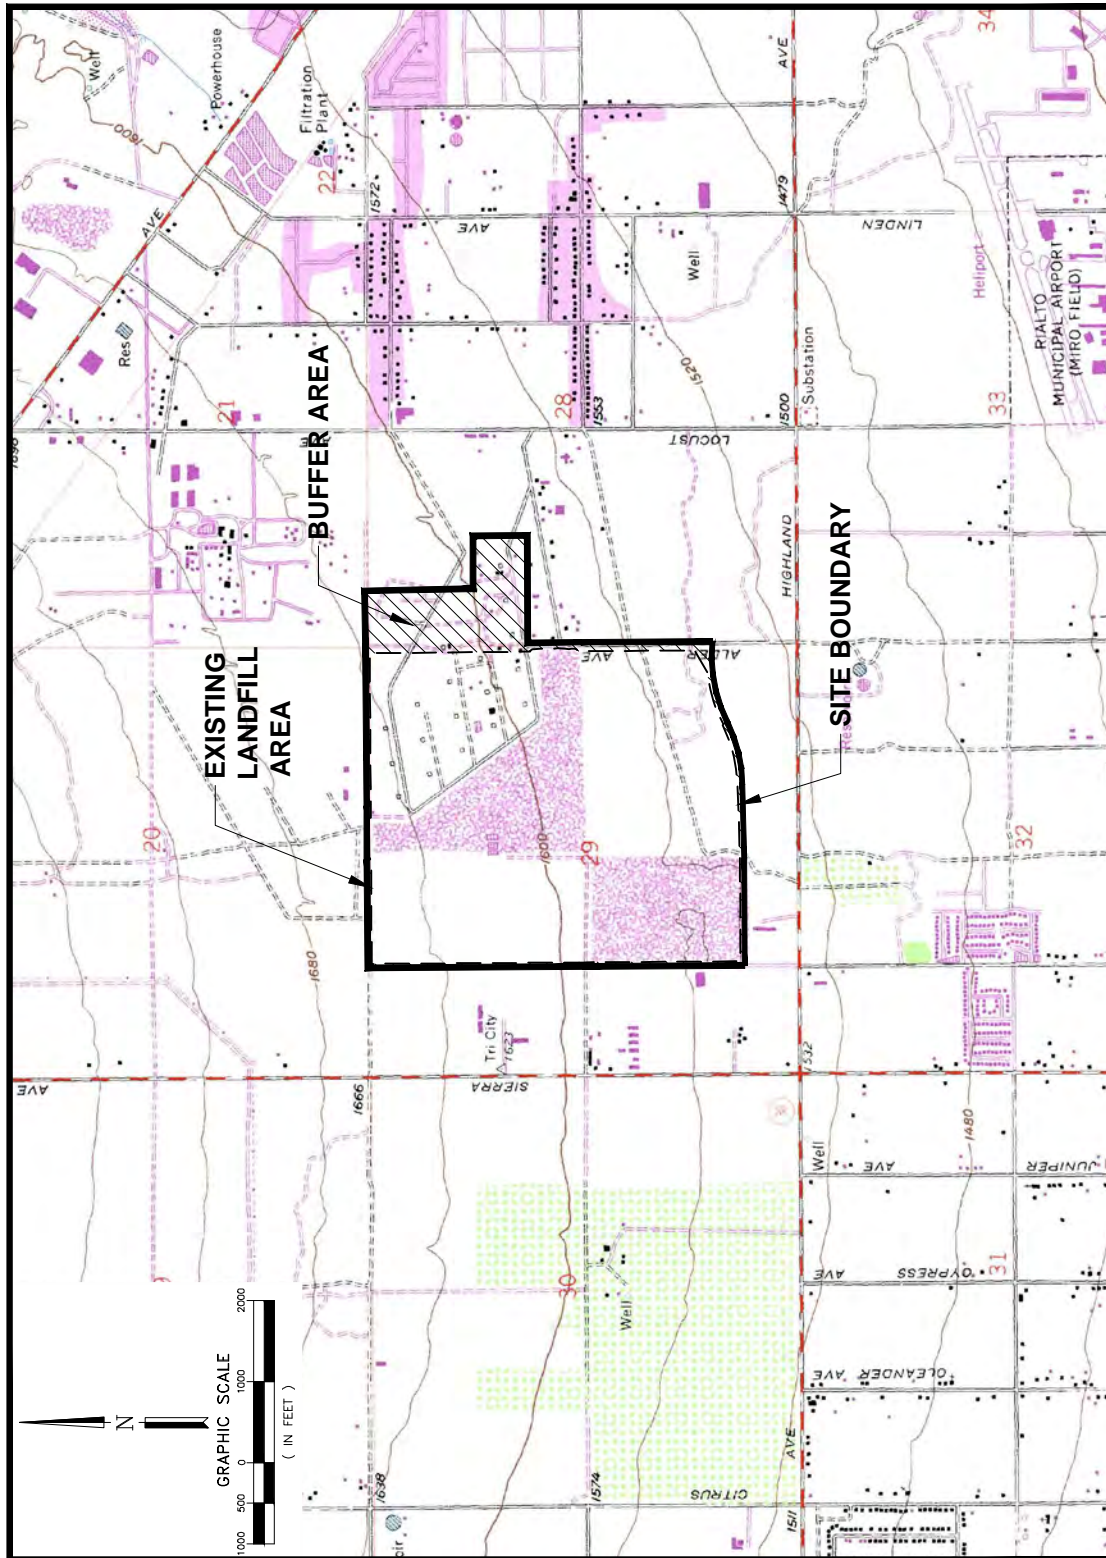 34
Well
Powerhouse
1600
Filtration
Plant
22
AVE
AVE
1572
AVE
1479
LINDEN
Well
Heliport
Res
RIALTO
MUNICIPAL AIRPORT
(MIRO FIELD)
Substation
1520
21
28
1553
1500
33
LOCUST
BUFFER AREA
HIGHLAND
EXISTING
LANDFILL
AREA
AVE
ALDER
SITE BOUNDARY
20
1600
29
32
1680
Tri City
1623
1532
AVE
SIERRA
1666
Well
AVE
1480
JUNIPER
30
Well
AVE
CYPRESS
31
OLEANDER AVE
N
GRAPHIC SCALE
1000
500
0
1000
2000
( IN FEET )
1638
1574
CITRUS
AVE
1511